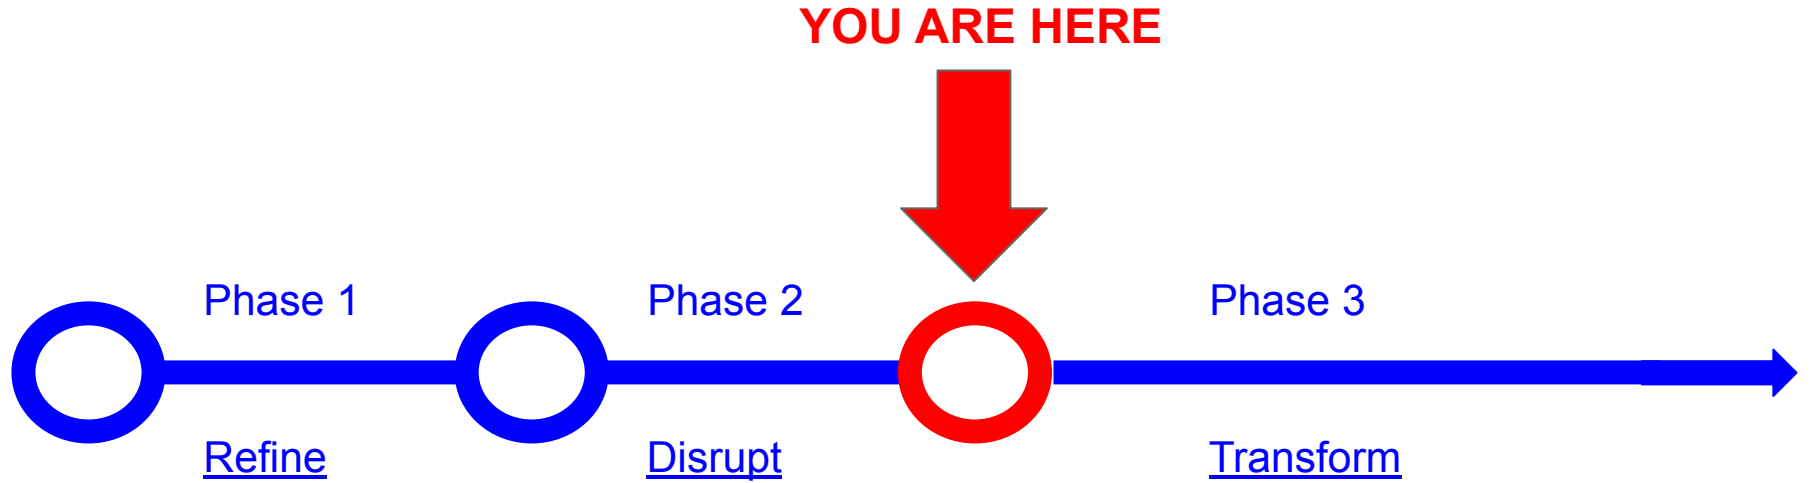 YOU ARE HERE
Phase 1
Phase 2
Phase 3
Refine
Disrupt
Transform